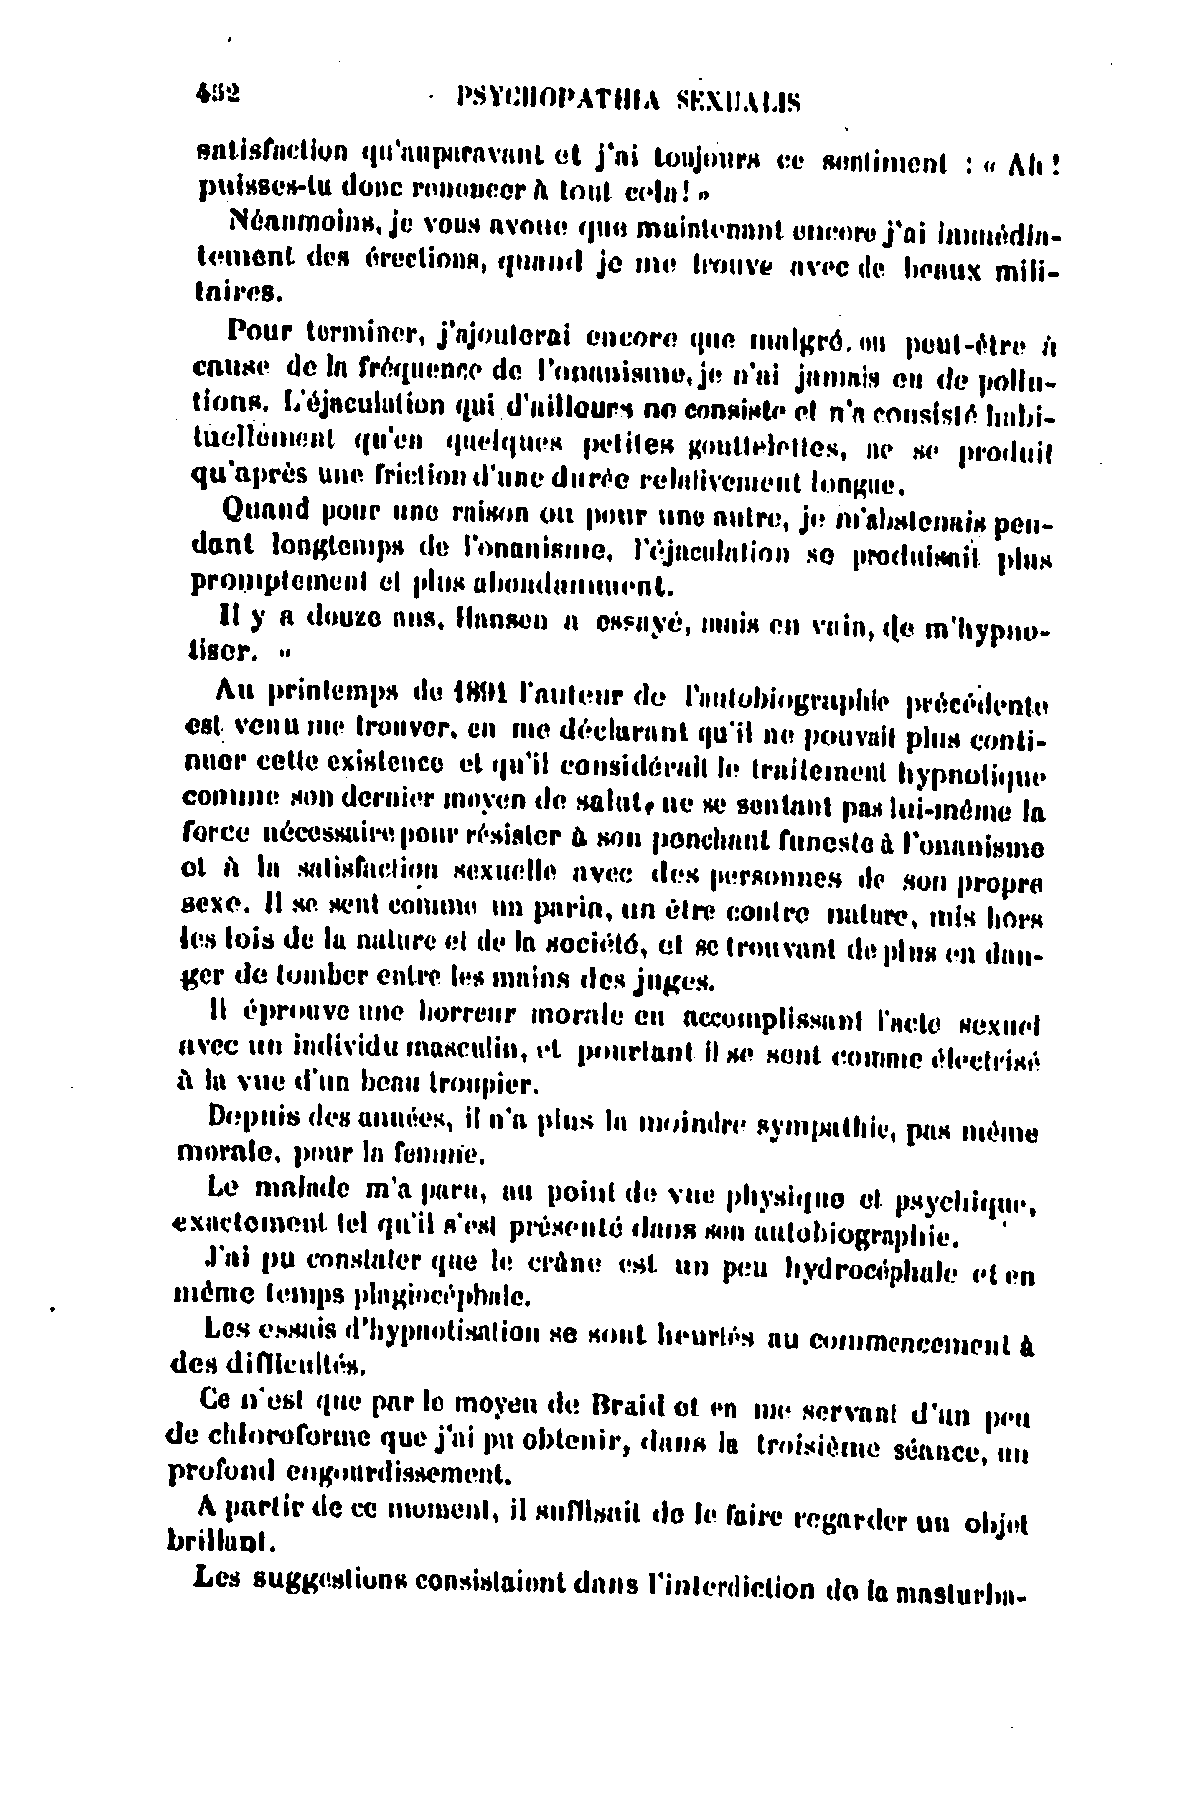 432 PSYCHOPATHIA SEXUALIS
satisfaction qu'auparavant et j'ai toujours ce sentiment : « Ah !
puisses-tu donc renoncer à tout cela ! »
Néanmoins, je vous avoue que maintenant encore j'ai immédia-
tement des érections, quand je me trouve avec de beaux mili-
taires.
Pour terminer, j'ajouterai encore que malgré, ou peut-être à
cause de la fréquence de l'onanisme, je n'ai jamais eu de pollu-
tions. L'éjaculation qui d'ailleurs ne consiste et n'a consisté habi-
tuellement qu'en quelques petites gouttelettes, ne se produit
qu'après une friction d'une durée relativement longue.
Quand pour une raison ou pour une autre, je m'abstenais pen-
dant longtemps de l'onanisme, l'éjaculation se produisait plus
promptement et plus abondamment.
Il y a douze ans, Hansen a essayé, mais en vain, de m'hypno-
tiser. »
Au printemps de 1891 l'auteur de l'autobiographie précédente
est venu me trouver, en me déclarant qu'il ne pouvait plus conti-
nuer cette existence et qu'il considérait le traitement hypnotique
comme son dernier moyen de salut, ne se sentant pas lui-même la
force nécessaire pour résister à son penchant funeste à l'onanisme
et à la satisfaction sexuelle avec des personnes de son propre
sexe. Il se sent comme un paria, un être contre nature, mis hors
les lois de la nature et de la société, et se trouvant de plus en dan-
ger de tomber entre les mains des juges.
Il éprouve une horreur morale en accomplissant l'acte sexuel
avec un individu masculin, et pourtant il se sent comme électrisé
à la vue d'un beau troupier.
Depuis des années, il n'a plus la moindre sympathie, pas même
morale, pour la femme.
Le malade m'a paru, au point de vue physique et psychique,
exactement tel qu'il s'est présenté dans son autobiographie.
J'ai pu constater que le crâne est un peu hydrocéphale et en
même temps plagiocéphale.
Les essais d'hypnotisation se sont heurtés au commencement à
des difficultés.
Ce n'est que par le moyen de Braid et en me servant d'un peu
de chloroforme que j'ai pu obtenir, dans la troisième séance, un
profond engourdissement.
A partir de ce moment, il suffisait de le faire regarder un objet
brillant.
Les suggestions consistaient dans l'interdiction de la masturba-